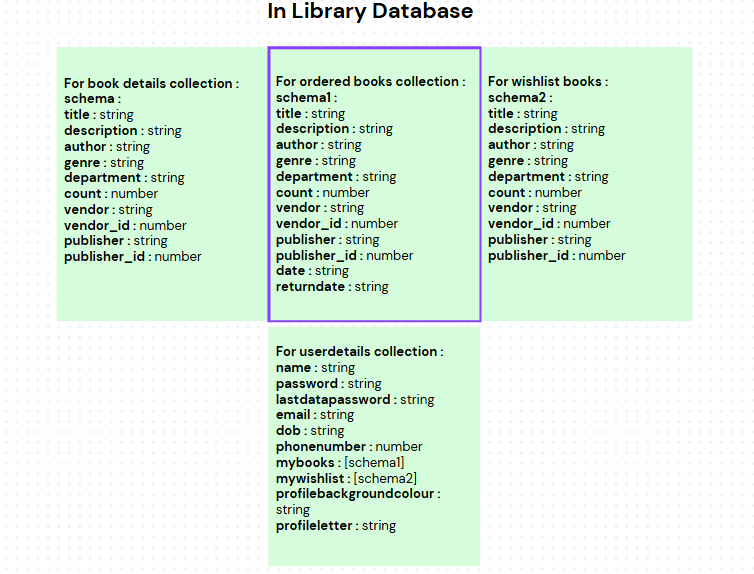 In Library Database
For book details collection :
schema :
title : string
description : string
author : string
genre : string
department : string
count : number
vendor : string
vendor_id : number
publisher : string
publisher_id : number
For ordered books collection :
schema1 :
title : string
description : string
author : string
genre : string
department : string
count : number
vendor : string
vendor_id : number
publisher : string
publisher_id : number
date : string
returndate : string
For wishlist books :
schema2 :
title : string
description : string
author : string
genre : string
department : string
count : number
vendor : string
vendor_id : number
publisher : string
publisher_id : number
For userdetails collection :
name : string
password : string
lastdatapassword : string
email : string
dob : string
phonenumber : number
mybooks : [schema1]
mywishlist : [schema2]
profilebackgroundcolour :
string
profileletter : string